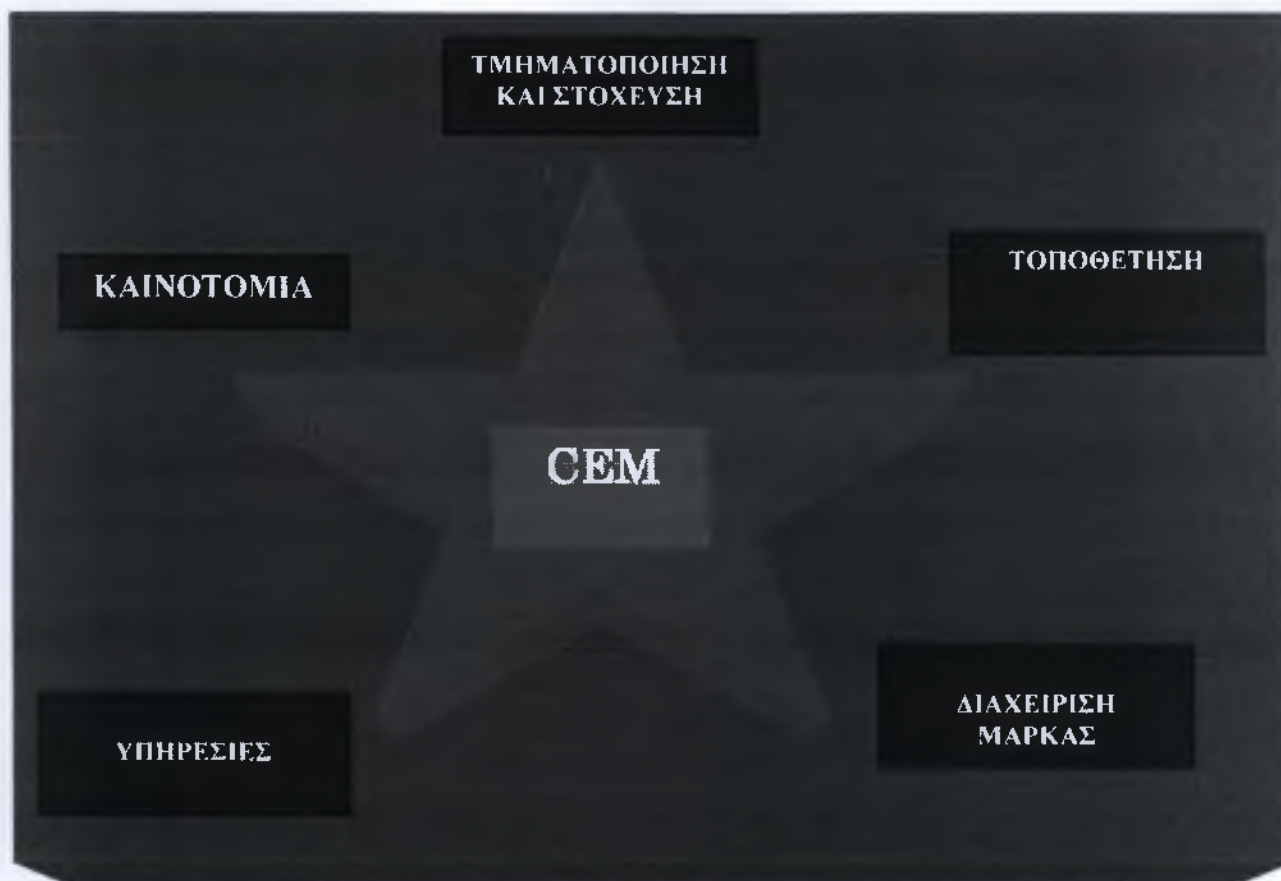 ΤΜΗΜΑΤΟΠΟΙΗΣΗ
ΚΑΙ ΣΤΟΧΕΥΣΗ
ΚΑΙΝΟΤΟΜΙΑ
ΤΟΠΟΘΕΤΗΣΗ
CEM
ΥΠΗΡΕΣΙΕΣ
ΔΙΑΧΕΙΡΙΣΗ
ΜΑΡΚΑΣ